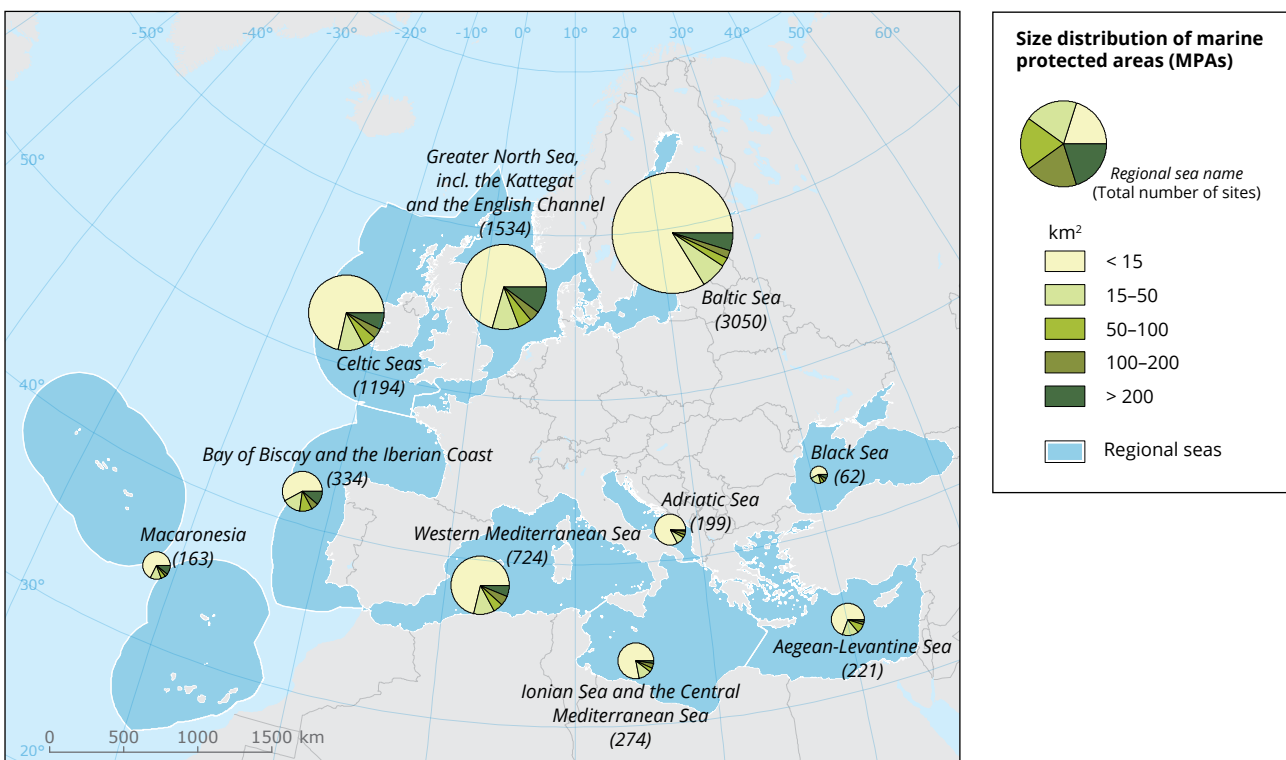 -50°
-40°
-30°
-20°
-10°
0°
10°
20°
30°
40°
50°
60°
50°
40°
30°
20°
Greater North Sea,
incl. the Kattegat
and the English Channel
(1534)
Baltic Sea
(3050)
Celtic Seas
(1194)
Bay of Biscay and the Iberian Coast
(334)
Black Sea
(62)
Adriatic Sea
(199)
Macaronesia
(163)
Western Mediterranean Sea
(724)
Aegean-Levantine Sea
(221)
Ionian Sea and the Central
Mediterranean Sea
(274)
0 500 1000 1500 km
Size distribution of marine
protected areas (MPAs)
Regional sea name
(Total number of sites)
km²
< 15
15–50
50–100
100–200
> 200
Regional seas